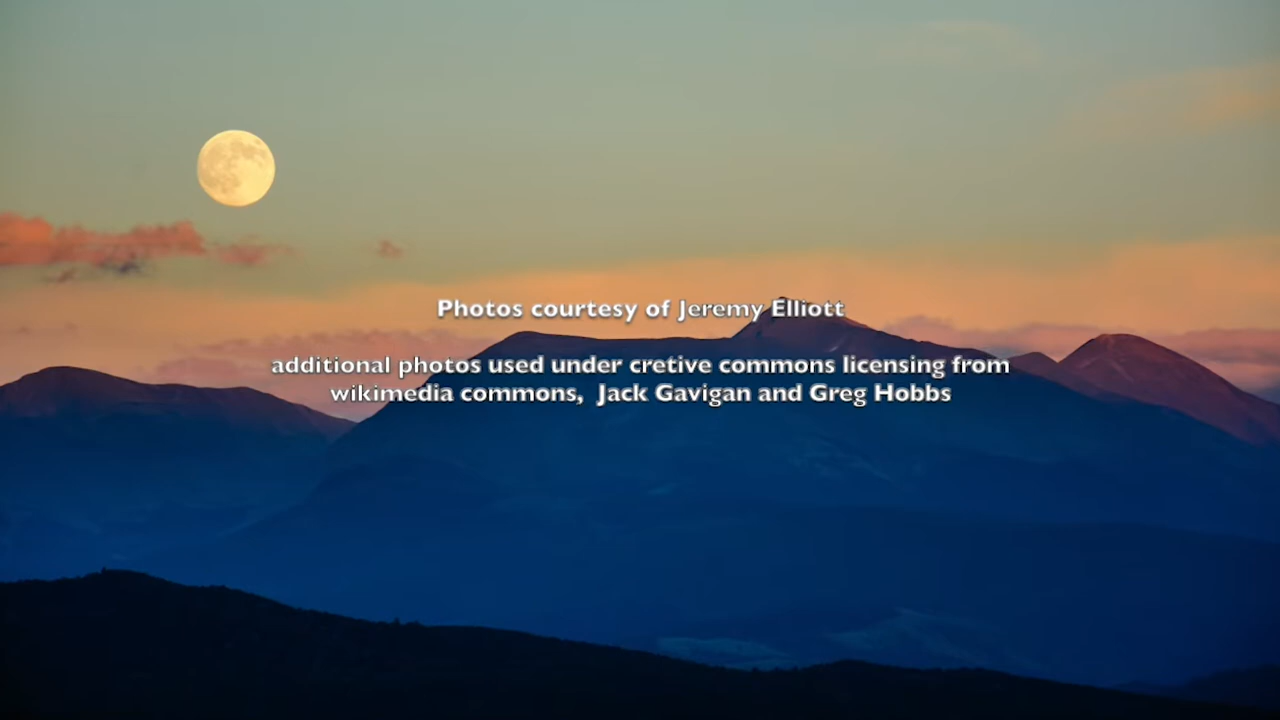 Photos courtesy of Jeremy Elliott
additional photos used under cretive commons licensing from
wikimedia commons,  Jack Gavigan and Greg Hobbs